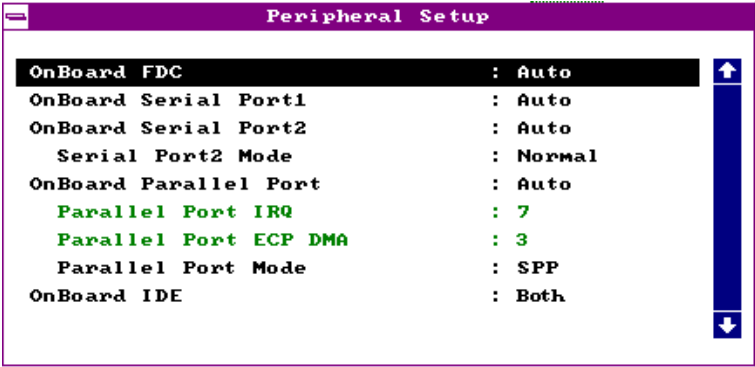 Peripheral Setup
OnBoard FDC : Auto
OnBoard Serial Port1 : Auto
OnBoard Serial Port2 : Auto
Serial Port2 Mode : Normal
OnBoard Parallel Port : Auto
Parallel Port IRQ : 7
Parallel Port ECP DMA : 3
Parallel Port Mode : SPP
OnBoard IDE : Both